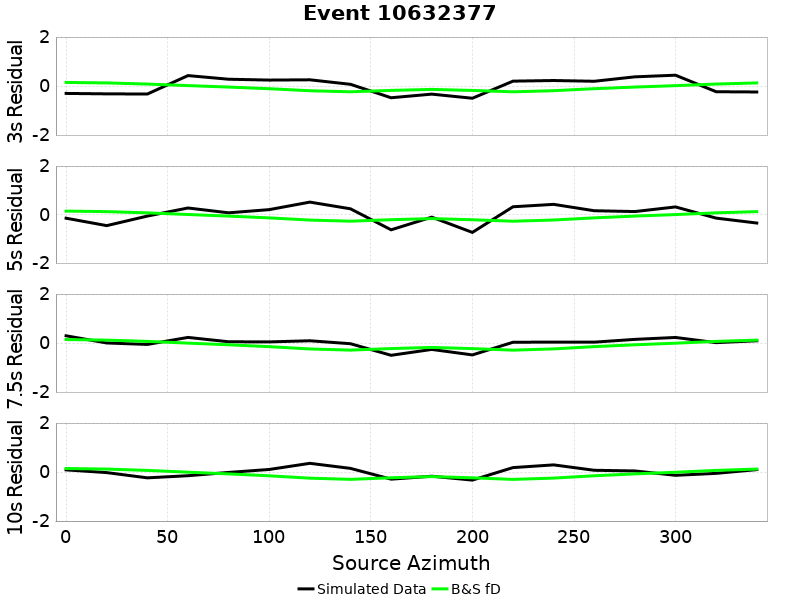 Event 10632377
3s Residual
2
0
-2
5s Residual
2
0
-2
7.5s Residual
2
0
-2
10s Residual
2
0
-2
0 50 100 150 200 250 300
Source Azimuth
Simulated Data B&S fD